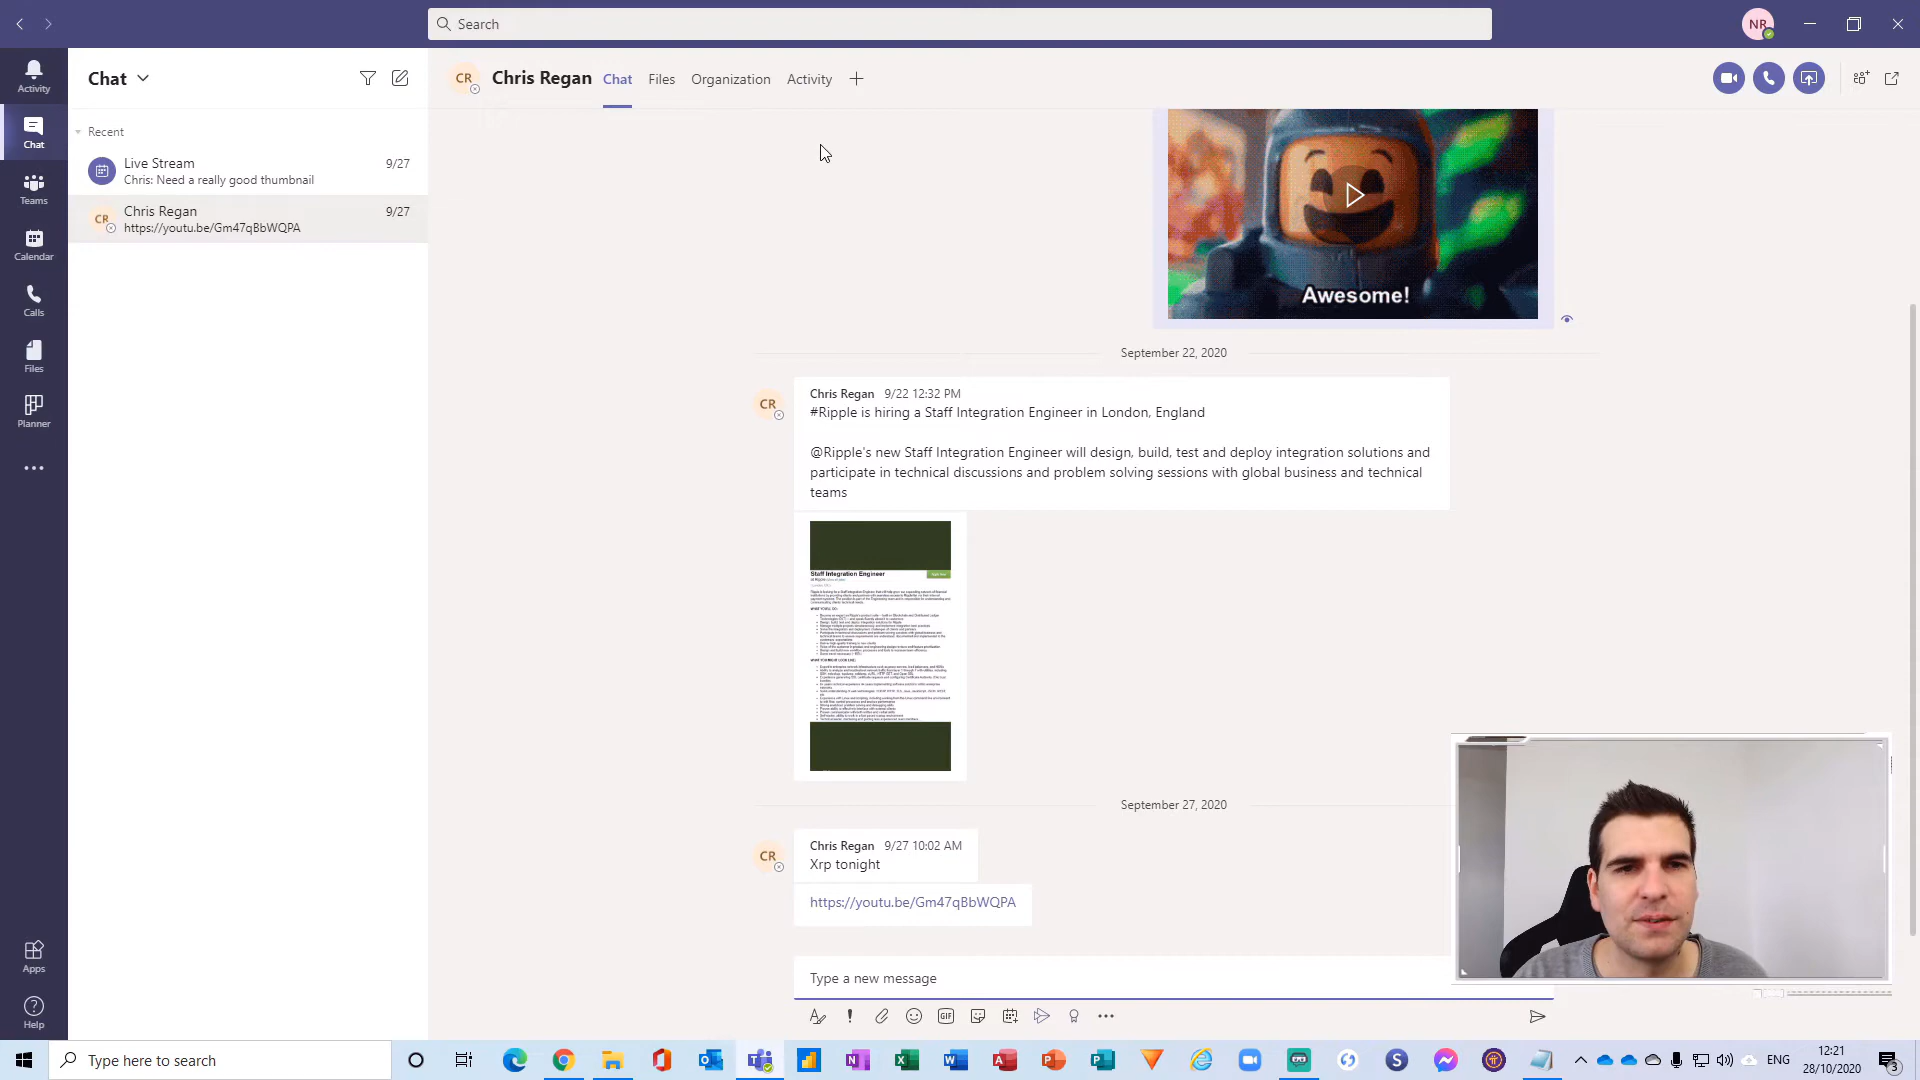 Search
NR
Activity
Chat
Teams
Calendar
Calls
Files
Planner
Apps
Help
Chat
Recent
Live Stream 9/27
Chris: Need a really good thumbnail
CR
Chris Regan 9/27
https://youtu.be/Gm47qBbWQPA
CR Chris Regan Chat Files Organization Activity
Awesome!
September 22, 2020
CR
Chris Regan 9/22 12:32 PM
#Ripple is hiring a Staff Integration Engineer in London, England
@Ripple's new Staff Integration Engineer will design, build, test and deploy integration solutions and
participate in technical discussions and problem solving sessions with global business and technical
teams
Staff Integration Engineer
September 27, 2020
CR
Chris Regan 9/27 10:02 AM
Xrp tonight
https://youtu.be/Gm47qBbWQPA
Type a new message
GIF
Type here to search
ENG
12:21
28/10/2020
3